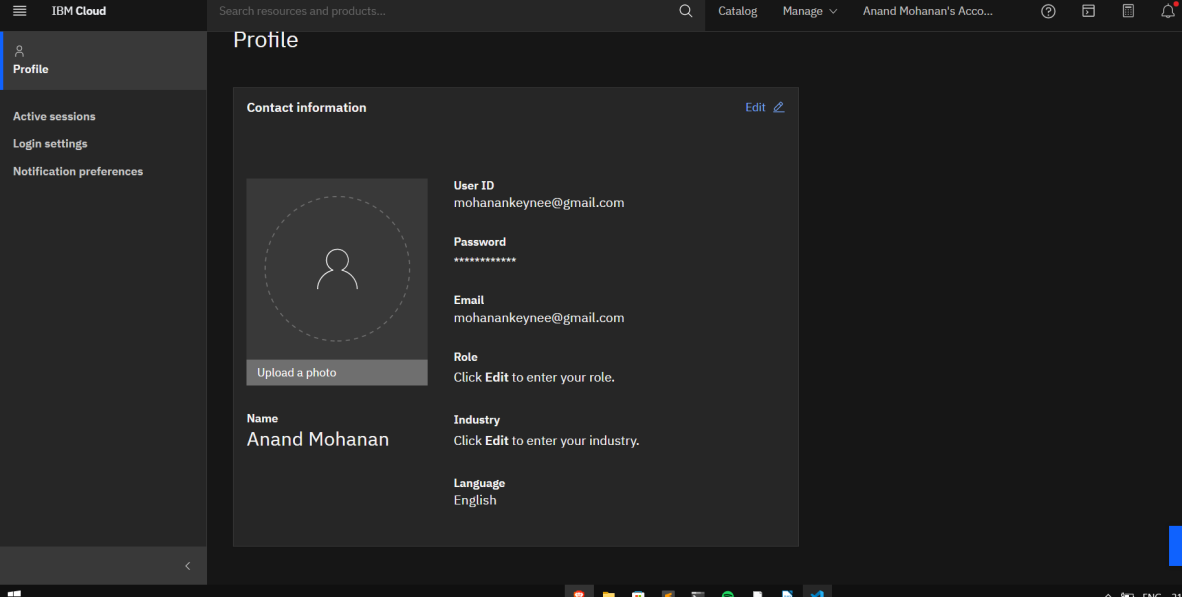 IBM Cloud
Search resources and products...
Catalog
Manage
Anand Mohanan's Acco...
Profile
Active sessions
Login settings
Notification preferences
Profile
Contact information
Edit
Upload a photo
Name
Anand Mohanan
User ID
mohanankeynee@gmail.com
Password
************
Email
mohanankeynee@gmail.com
Role
Click Edit to enter your role.
Industry
Click Edit to enter your industry.
Language
English